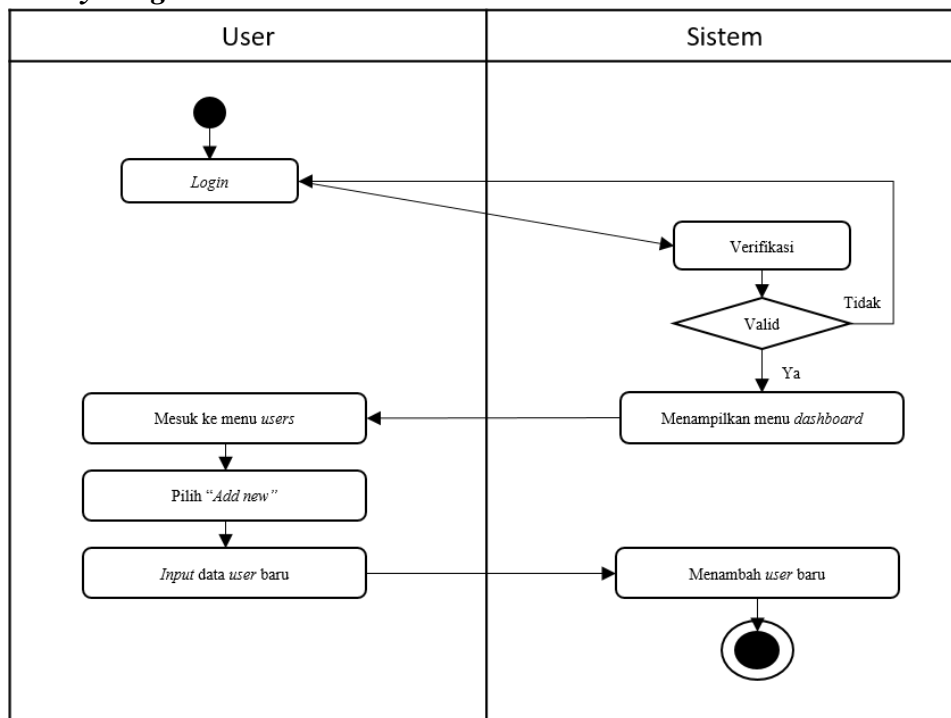 User
Sistem
Login
Verifikasi
Tidak
Valid
Ya
Mesuk ke menu users
Menampilkan menu dashboard
Pilih “Add new”
Input data user baru
Menambah user baru